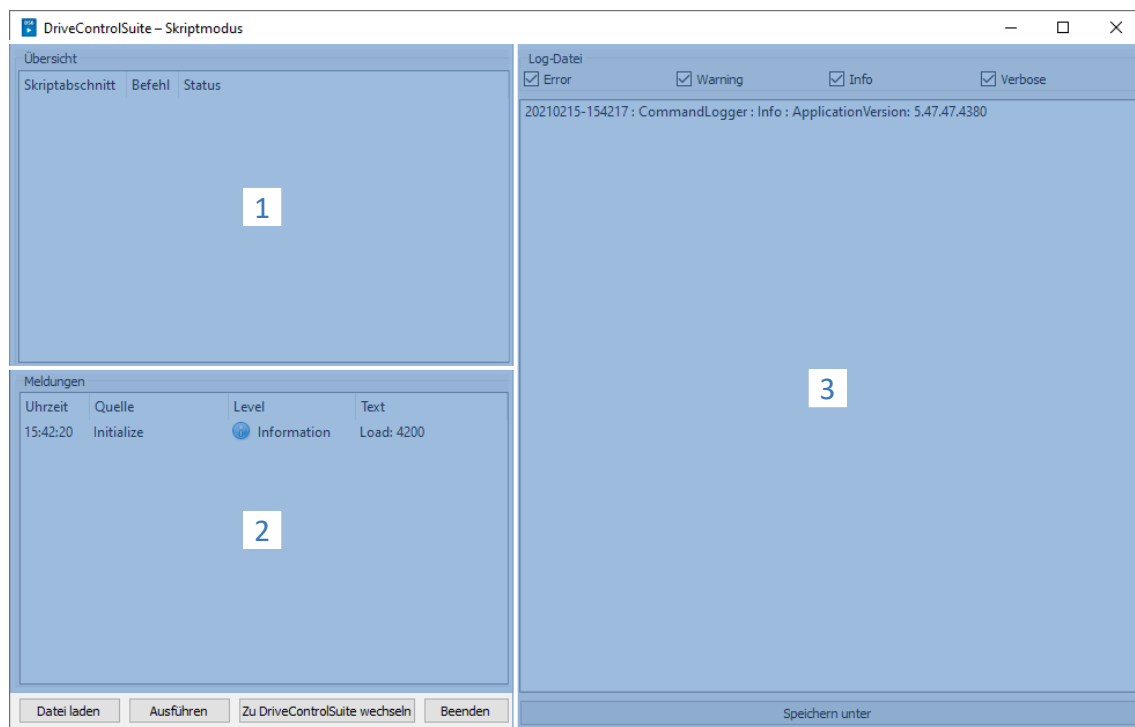 DriveControlSuite – Skriptmodus
Übersicht
Skriptabschnitt Befehl Status
1
Meldungen
Uhrzeit Quelle Level Text
15:42:20 Initialize Information Load: 4200
2
Datei laden Ausführen Zu DriveControlSuite wechseln Beenden
Log-Datei
Error Warning Info Verbose
20210215-154217 : CommandLogger : Info : ApplicationVersion: 5.47.47.4380
3
Speichern unter